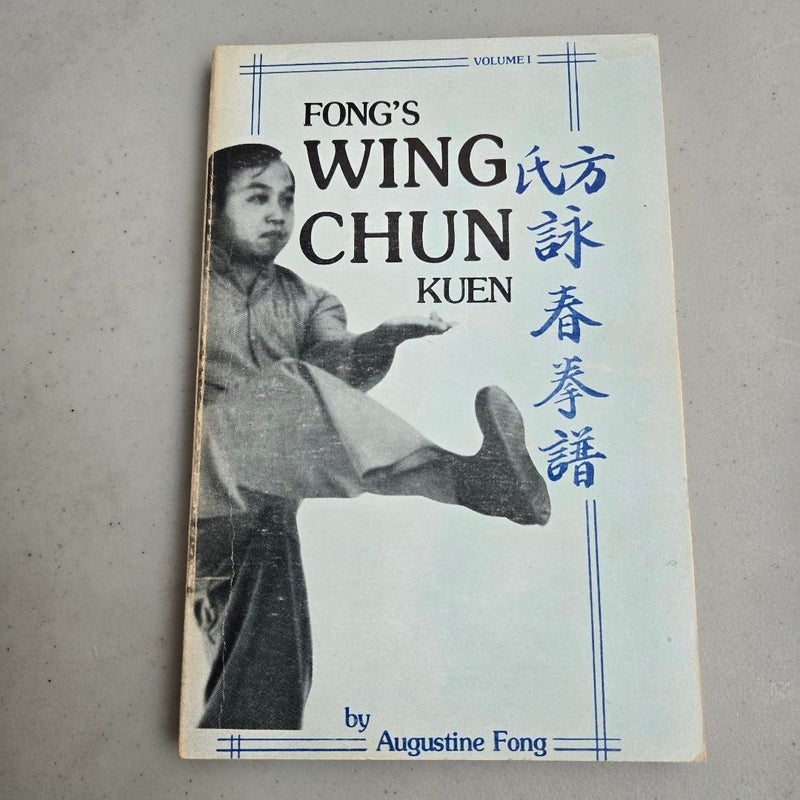 VOLUME I
FONG'S
WING
CHUN
KUEN
方氏
詠
春
拳
譜
by
Augustine Fong